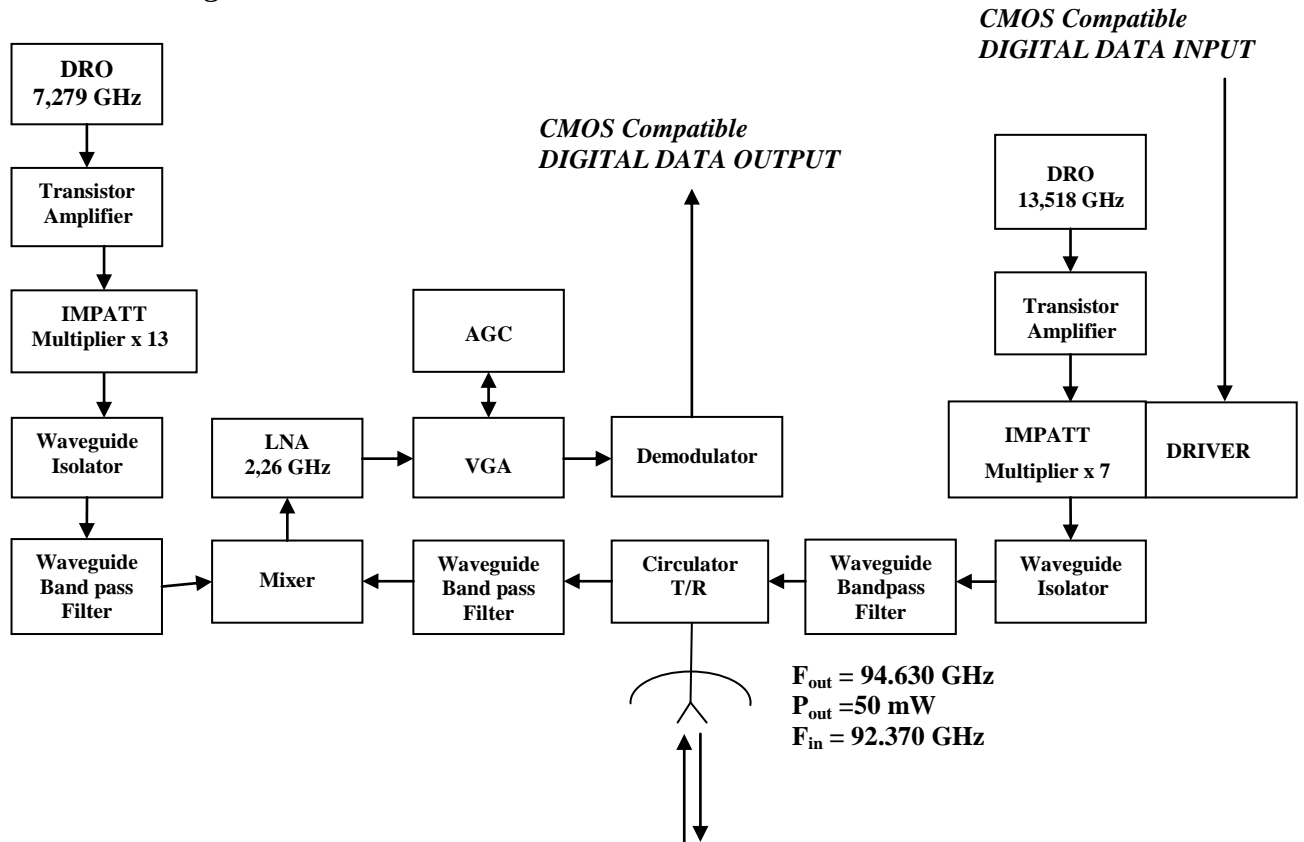 CMOS Compatible
DIGITAL DATA INPUT
DRO
7,279 GHz
CMOS Compatible
DIGITAL DATA OUTPUT
DRO
13,518 GHz
Transistor
Amplifier
Transistor
Amplifier
IMPATT
Multiplier x 13
AGC
Waveguide
Isolator
LNA
2,26 GHz
VGA
Demodulator
IMPATT
Multiplier x 7
DRIVER
Waveguide
Band pass
Filter
Mixer
Waveguide
Band pass
Filter
Circulator
T/R
Waveguide
Bandpass
Filter
Waveguide
Isolator
Fout = 94.630 GHz
Pout =50 mW
Fin = 92.370 GHz